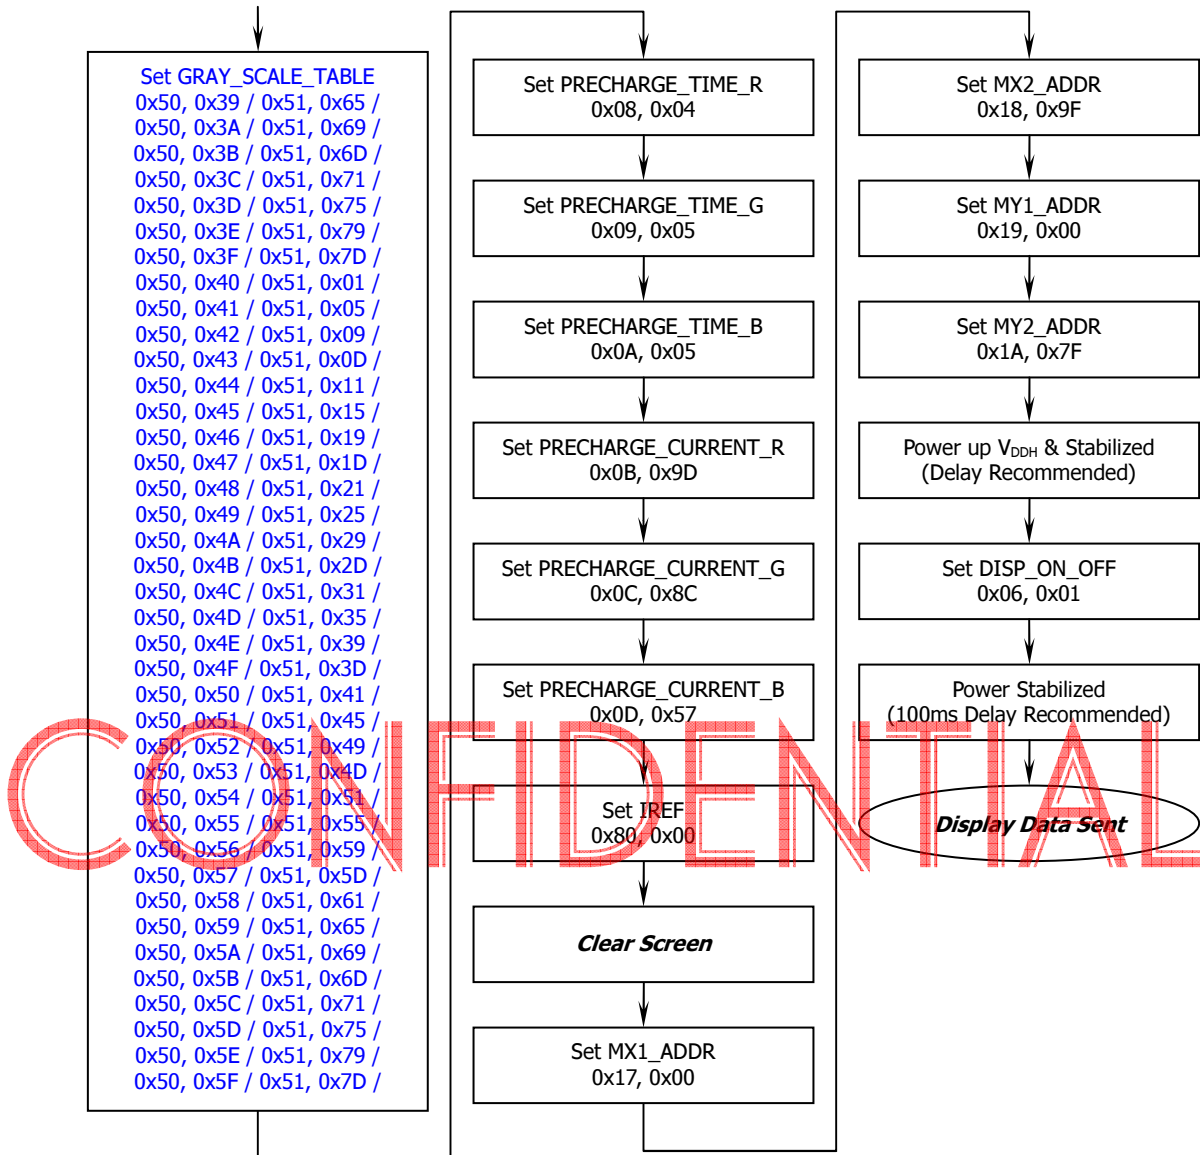 Set GRAY_SCALE_TABLE
0x50, 0x39 / 0x51, 0x65 /
0x50, 0x3A / 0x51, 0x69 /
0x50, 0x3B / 0x51, 0x6D /
0x50, 0x3C / 0x51, 0x71 /
0x50, 0x3D / 0x51, 0x75 /
0x50, 0x3E / 0x51, 0x79 /
0x50, 0x3F / 0x51, 0x7D /
0x50, 0x40 / 0x51, 0x01 /
0x50, 0x41 / 0x51, 0x05 /
0x50, 0x42 / 0x51, 0x09 /
0x50, 0x43 / 0x51, 0x0D /
0x50, 0x44 / 0x51, 0x11 /
0x50, 0x45 / 0x51, 0x15 /
0x50, 0x46 / 0x51, 0x19 /
0x50, 0x47 / 0x51, 0x1D /
0x50, 0x48 / 0x51, 0x21 /
0x50, 0x49 / 0x51, 0x25 /
0x50, 0x4A / 0x51, 0x29 /
0x50, 0x4B / 0x51, 0x2D /
0x50, 0x4C / 0x51, 0x31 /
0x50, 0x4D / 0x51, 0x35 /
0x50, 0x4E / 0x51, 0x39 /
0x50, 0x4F / 0x51, 0x3D /
0x50, 0x50 / 0x51, 0x41 /
0x50, 0x51 / 0x51, 0x45 /
0x50, 0x52 / 0x51, 0x49 /
0x50, 0x53 / 0x51, 0x4D /
0x50, 0x54 / 0x51, 0x51 /
0x50, 0x55 / 0x51, 0x55 /
0x50, 0x56 / 0x51, 0x59 /
0x50, 0x57 / 0x51, 0x5D /
0x50, 0x58 / 0x51, 0x61 /
0x50, 0x59 / 0x51, 0x65 /
0x50, 0x5A / 0x51, 0x69 /
0x50, 0x5B / 0x51, 0x6D /
0x50, 0x5C / 0x51, 0x71 /
0x50, 0x5D / 0x51, 0x75 /
0x50, 0x5E / 0x51, 0x79 /
0x50, 0x5F / 0x51, 0x7D /
Set PRECHARGE_TIME_R
0x08, 0x04
Set PRECHARGE_TIME_G
0x09, 0x05
Set PRECHARGE_TIME_B
0x0A, 0x05
Set PRECHARGE_CURRENT_R
0x0B, 0x9D
Set PRECHARGE_CURRENT_G
0x0C, 0x8C
Set PRECHARGE_CURRENT_B
0x0D, 0x57
Set IREF
0x80, 0x00
Clear Screen
Set MX1_ADDR
0x17, 0x00
Set MX2_ADDR
0x18, 0x9F
Set MY1_ADDR
0x19, 0x00
Set MY2_ADDR
0x1A, 0x7F
Power up VDDH & Stabilized
(Delay Recommended)
Set DISP_ON_OFF
0x06, 0x01
Power Stabilized
(100ms Delay Recommended)
Display Data Sent
CONFIDENTIAL